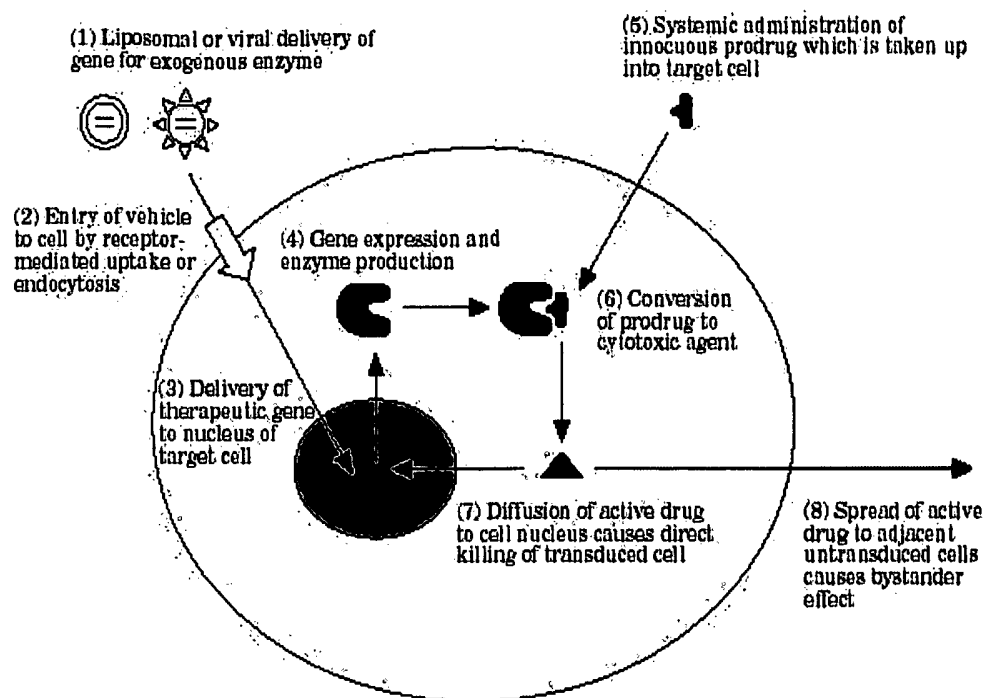 (1) Liposomal or viral delivery of
gene for exogenous enzyme
(5) Systemic administration of
innocuous prodrug which is taken up
into target cell
(2) Entry of vehicle
to cell by receptor-
mediated uptake or
endocytosis
(4) Gene expression and
enzyme production
(6) Conversion
of prodrug to
cytotoxic agent
(3) Delivery of
therapeutic gene
to nucleus of
target cell
(7) Diffusion of active drug
to cell nucleus causes direct
killing of transduced cell
(8) Spread of active
drug to adjacent
untransduced cells
causes bystander
effect